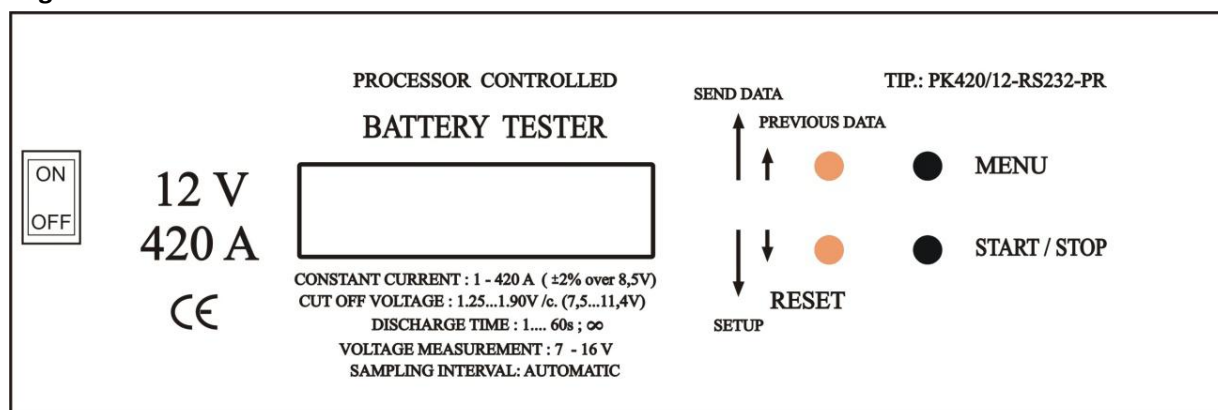 ON
OFF
12 V
420 A
CE
PROCESSOR CONTROLLED
BATTERY TESTER
CONSTANT CURRENT : 1 - 420 A ( ±2% over 8,5V)
CUT OFF VOLTAGE : 1.25...1.90V /c. (7,5...11,4V)
DISCHARGE TIME : 1.... 60s ; ∞
VOLTAGE MEASUREMENT : 7 - 16 V
SAMPLING INTERVAL: AUTOMATIC
TIP.: PK420/12-RS232-PR
SEND DATA
PREVIOUS DATA
MENU
START / STOP
RESET
SETUP